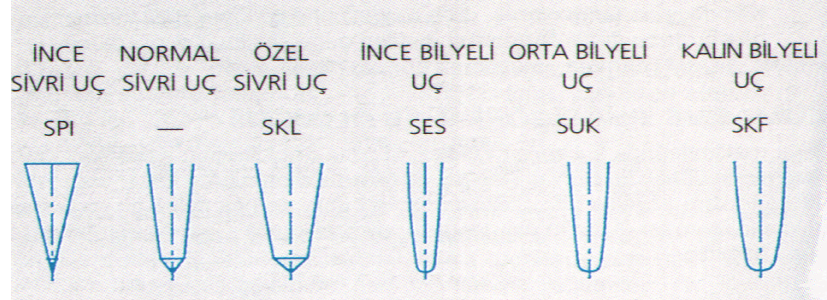 İNCE NORMAL ÖZEL İNCE BİLYELİ ORTA BİLYELİ KALIN BİLYELİ
SİVRİ UÇ SİVRİ UÇ SİVRİ UÇ UÇ UÇ UÇ
SPI — SKL SES SUK SKF